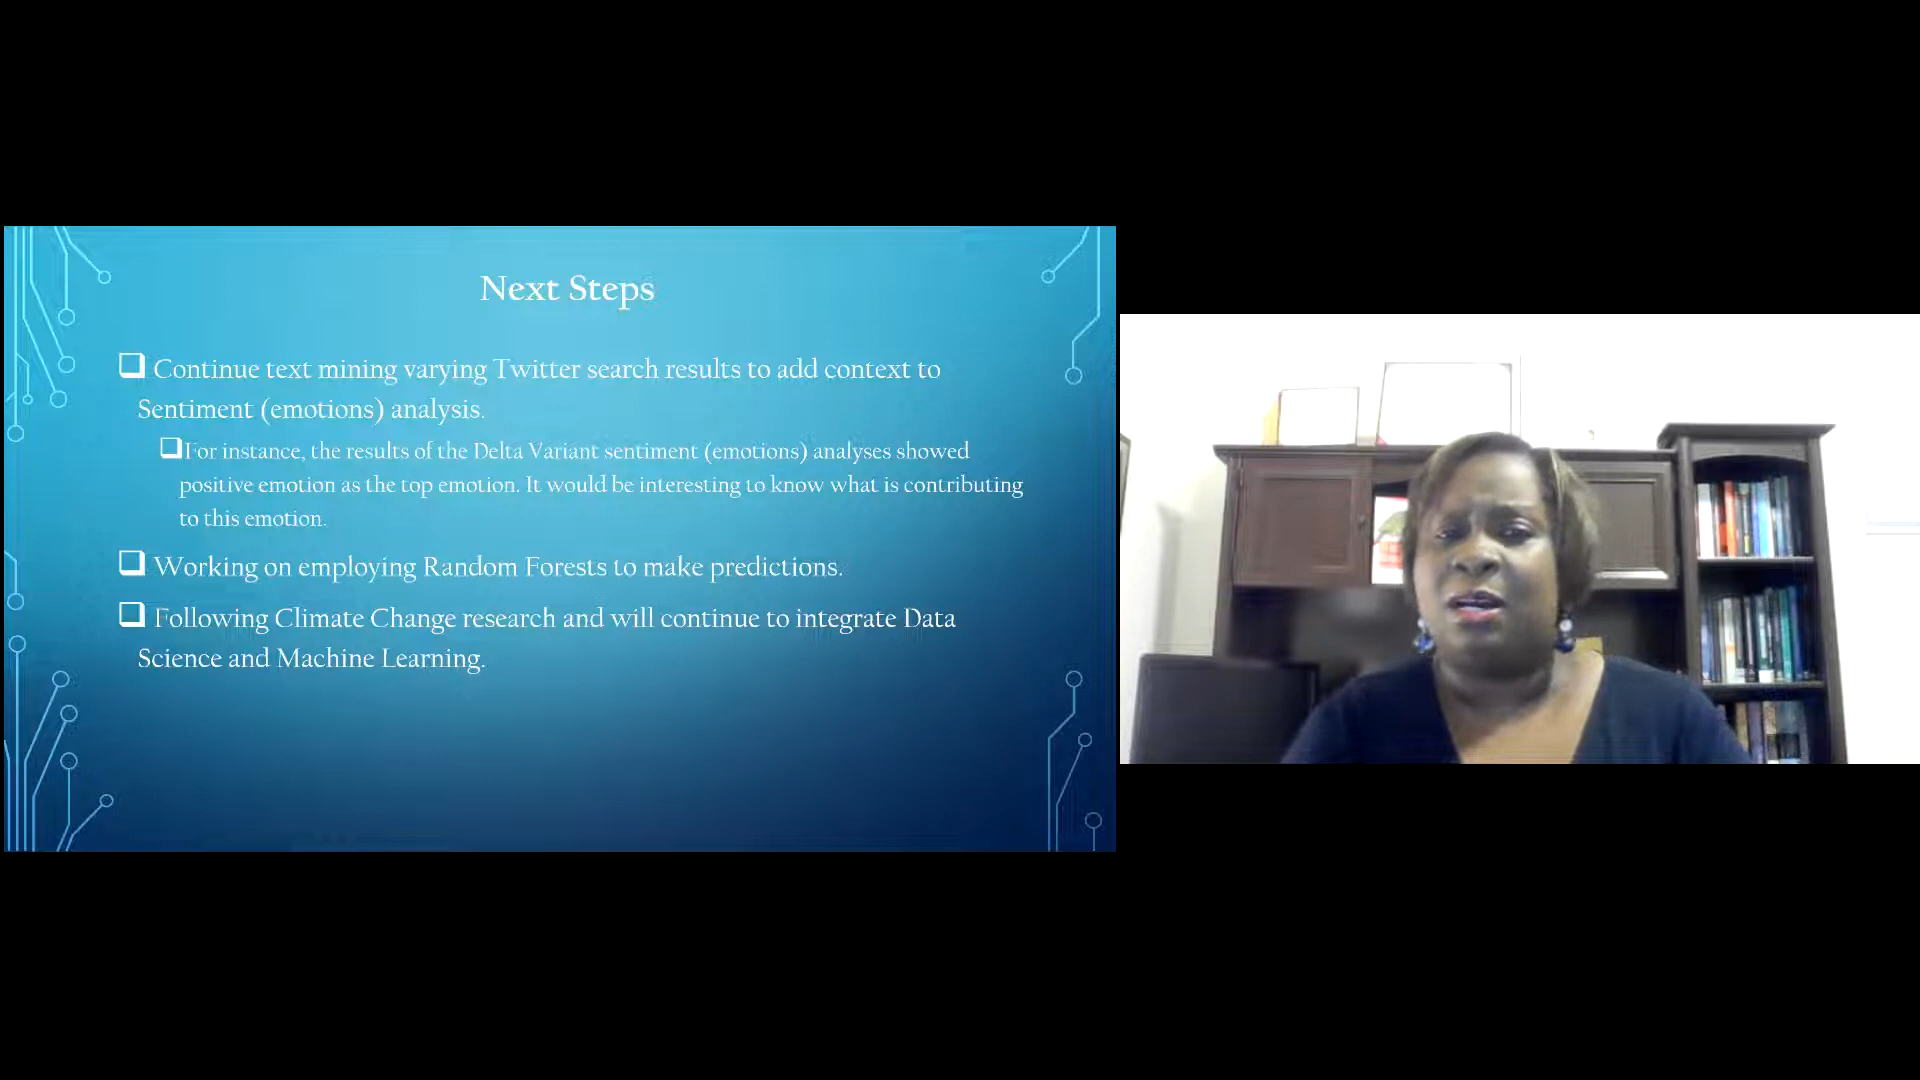 Next Steps
Continue text mining varying Twitter search results to add context to
Sentiment (emotions) analysis.
For instance, the results of the Delta Variant sentiment (emotions) analyses showed
positive emotion as the top emotion. It would be interesting to know what is contributing
to this emotion.
Working on employing Random Forests to make predictions.
Following Climate Change research and will continue to integrate Data
Science and Machine Learning.